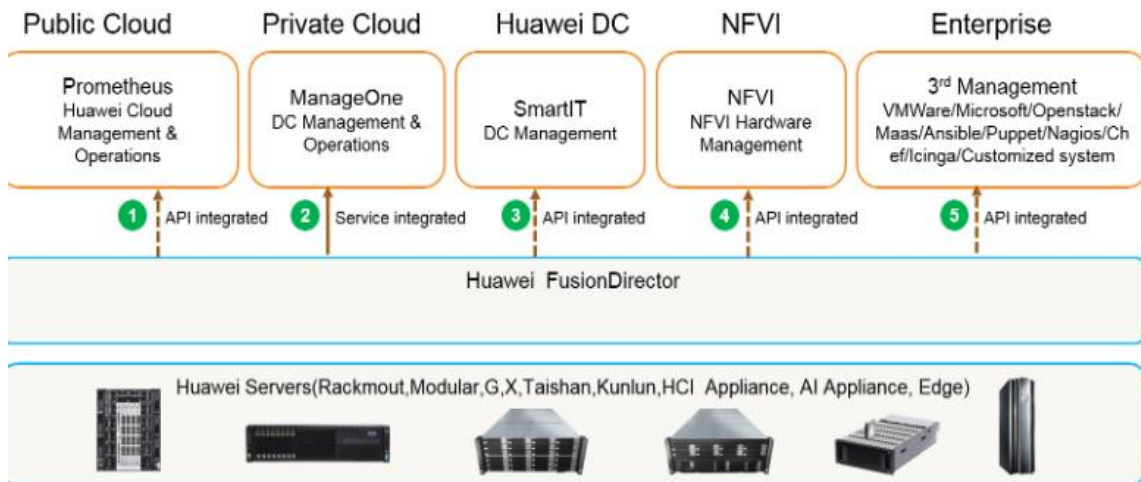 Public Cloud
Private Cloud
Huawei DC
NFVI
Enterprise
Prometheus
Huawei Cloud
Management &
Operations
ManageOne
DC Management &
Operations
SmartIT
DC Management
NFVI
NFVI Hardware
Management
3rd Management
VMWare/Microsoft/Openstack/
Maas/Ansible/Puppet/Nagios/Ch
ef/Icinga/Customized system
1 API integrated
2 Service integrated
3 API integrated
4 API integrated
5 API integrated
Huawei FusionDirector
Huawei Servers(Rackmout,Modular,G,X,Taishan,Kunlun,HCI Appliance, AI Appliance, Edge)